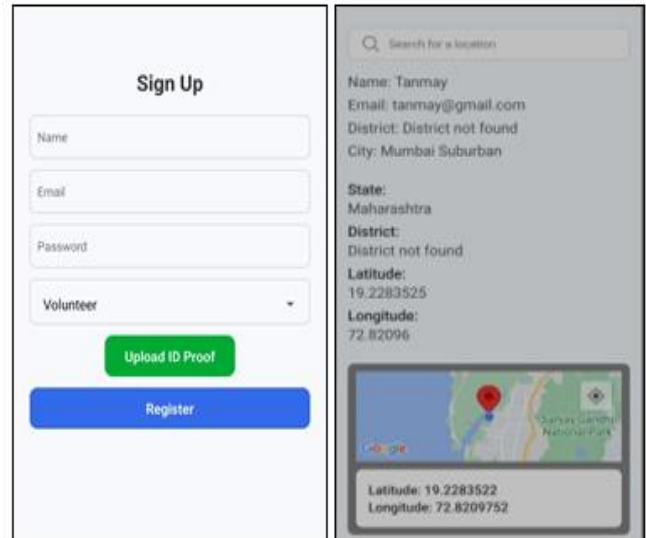 Sign Up
Name
Email
Password
Volunteer
Upload ID Proof
Register
Search for a location
Name: Tanmay
Email: tanmay@gmail.com
District: District not found
City: Mumbai Suburban
State:
Maharashtra
District:
District not found
Latitude:
19.2283525
Longitude:
72.82096
Sanjay Gandhi
National Park
Google
Latitude: 19.2283522
Longitude: 72.8209752